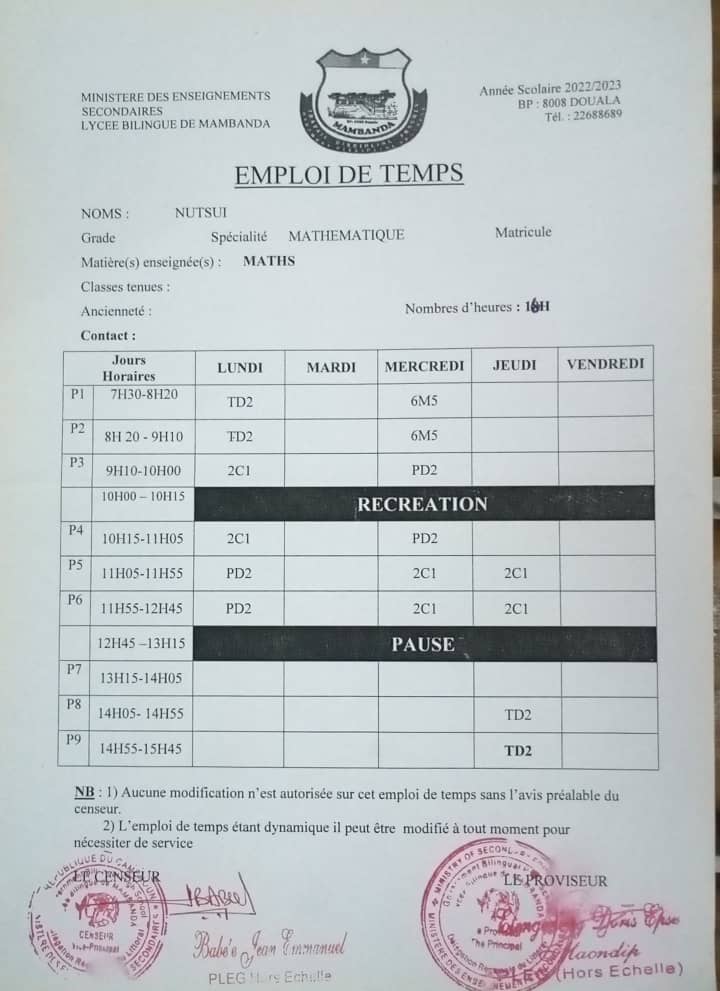 MINISTERE DES ENSEIGNEMENTS
SECONDAIRES
LYCEE BILINGUE DE MAMBANDA
MAMBANDA
Année Scolaire 2022/2023
BP : 8008 DOUALA
Tél. : 22688689
EMPLOI DE TEMPS
NOMS : NUTSUI
Grade Spécialité MATHEMATIQUE Matricule
Matière(s) enseignée(s) : MATHS
Classes tenues :
Ancienneté : Nombres d'heures :
Contact :
Jours
Horaires LUNDI MARDI MERCREDI JEUDI VENDREDI
P1 7H30-8H20 TD2 6M5
P2 8H 20 - 9H10 TD2 6M5
P3 9H10-10H00 2C1 PD2
10H00 – 10H15 RECREATION
P4 10H15-11H05 2C1 PD2
P5 11H05-11H55 PD2 2C1 2C1
P6 11H55-12H45 PD2 2C1 2C1
12H45 –13H15 PAUSE
P7 13H15-14H05
P8 14H05- 14H55 TD2
P9 14H55-15H45 TD2
NB : 1) Aucune modification n'est autorisée sur cet emploi de temps sans l'avis préalable du
censeur.
2) L'emploi de temps étant dynamique il peut être modifié à tout moment pour
nécessiter de service
LE CENSEUR LE PROVISEUR
CENSEUR
Vice-Principal
Jean Emmanuel
PLEG Hors Echelle
MINISTRY OF
The Principal
(Hors Echelle)